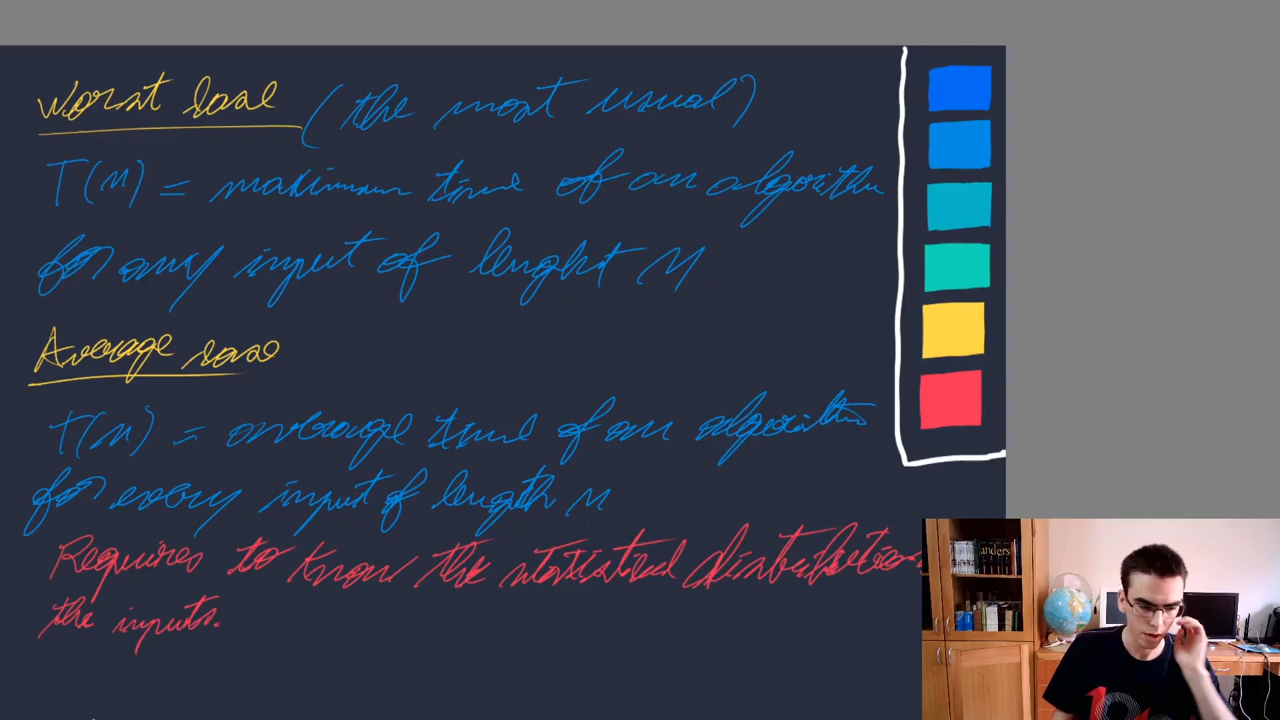 Worst case (the most usual)
T(n) = maximum time of an algorithm
for any input of lenght n
Average case
T(n) = average time of an algorithm
for every input of length n
Requires to know the statistical distribution
the inputs.
anders